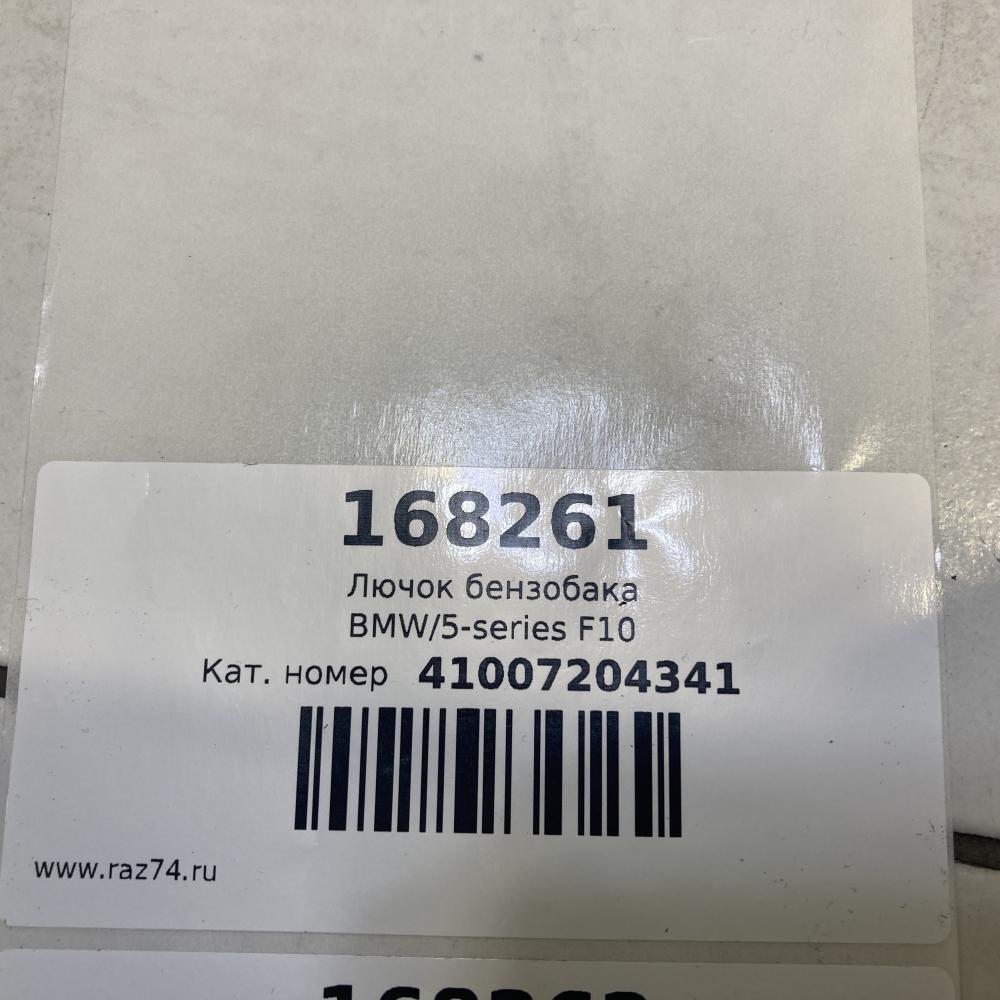 168261
Лючок бензобака
BMW/5-series F10
Кат. номер 41007204341
www.raz74.ru